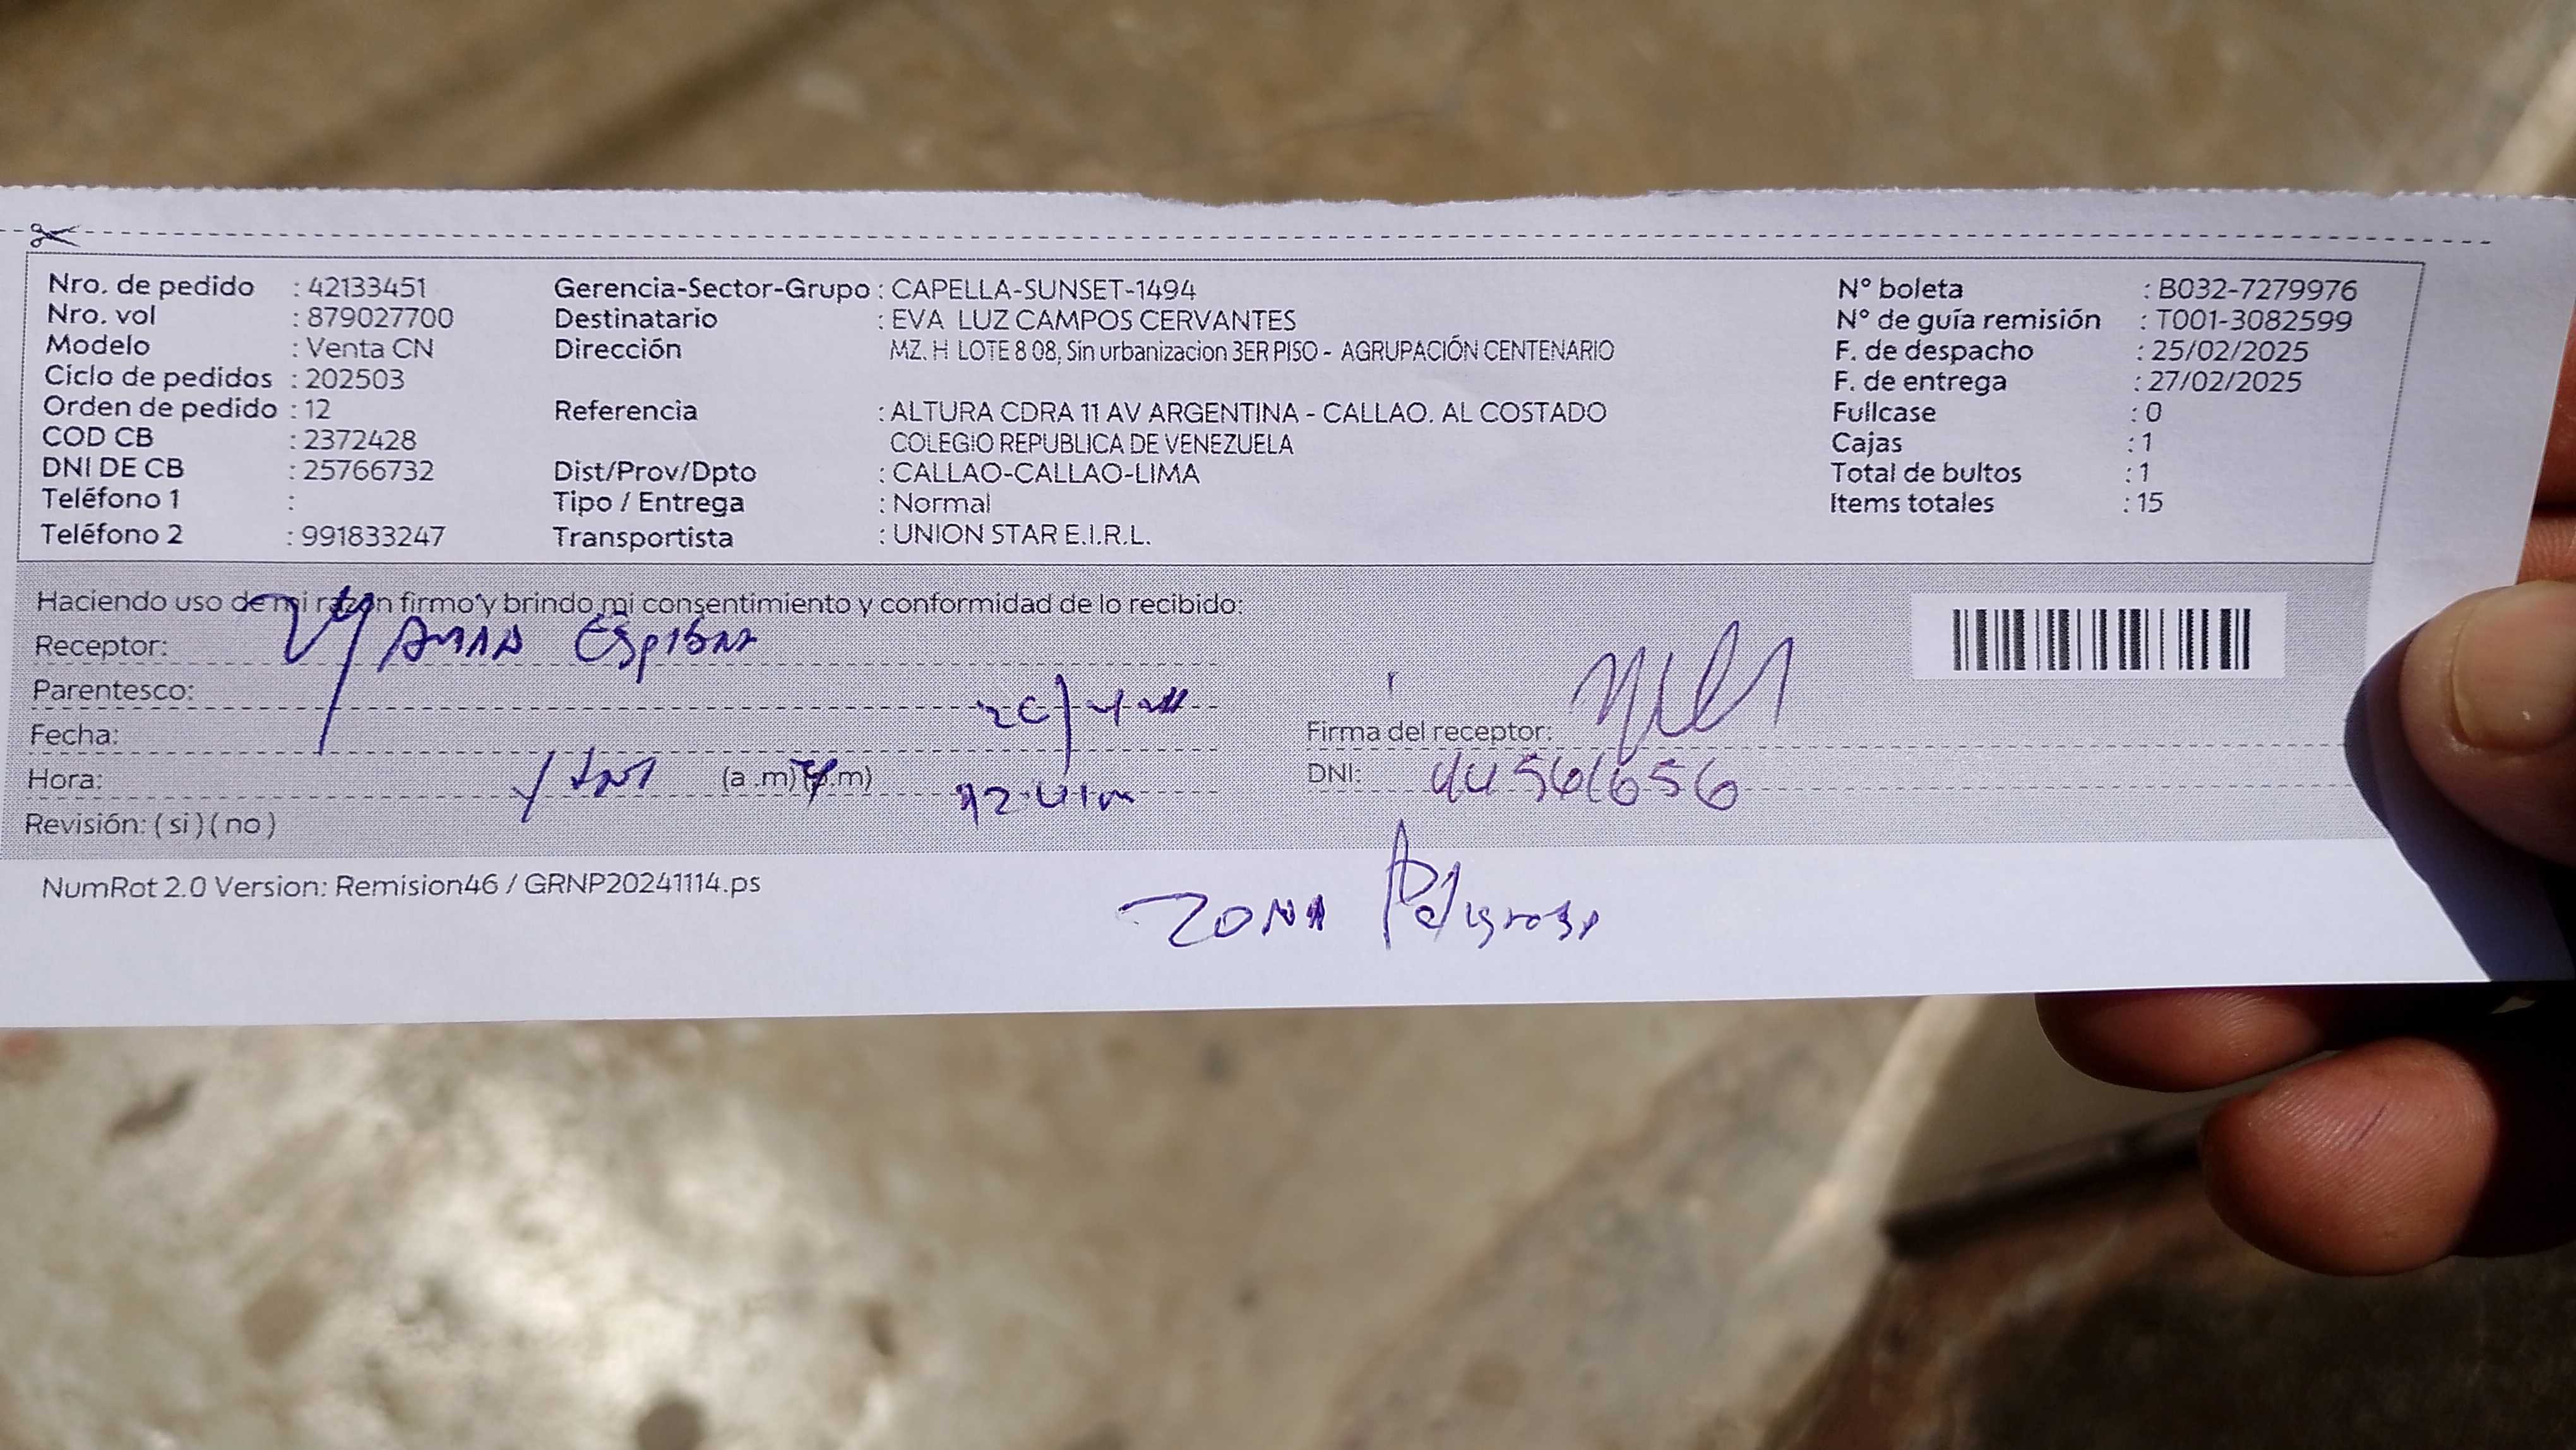 Nro. de pedido : 42133451 Gerencia-Sector-Grupo : CAPELLA-SUNSET-1494 N° boleta : B032-7279976
Nro. vol : 879027700 Destinatario : EVA LUZ CAMPOS CERVANTES N° de guía remisión : T001-3082599
Modelo : Venta CN Dirección MZ. H LOTE 8 08, Sin urbanizacion 3ER PISO - AGRUPACIÓN CENTENARIO F. de despacho : 25/02/2025
Ciclo de pedidos : 202503 F. de entrega : 27/02/2025
Orden de pedido : 12 Referencia : ALTURA CDRA 11 AV ARGENTINA - CALLAO. AL COSTADO Fullcase : 0
COD CB : 2372428 COLEGIO REPUBLICA DE VENEZUELA Cajas : 1
DNI DE CB : 25766732 Dist/Prov/Dpto : CALLAO-CALLAO-LIMA Total de bultos : 1
Teléfono 1 : Tipo / Entrega : Normal Items totales : 15
Teléfono 2 : 991833247 Transportista : UNION STAR E.I.R.L.
Haciendo uso de mi razon firmo y brindo mi consentimiento y conformidad de lo recibido:
Receptor:
Parentesco:
Fecha: Firma del receptor:
Hora: (a.m) (p.m) DNI:
Revisión: ( si ) ( no )
NumRot 2.0 Version: Remision46 / GRNP20241114.ps
ZONA Peligrosa